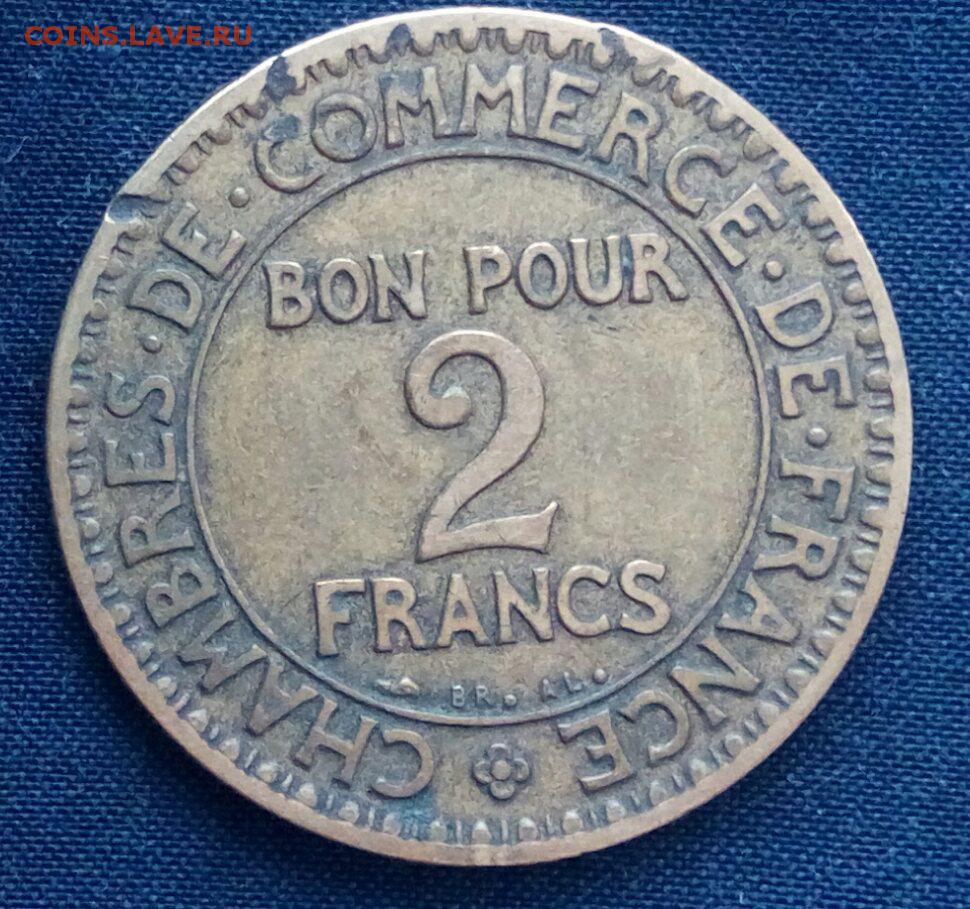 COINS.LAVE.RU
CHAMBRES·DE·COMMERCE·DE·FRANCE
BON POUR
2
FRANCS
BR. AL.